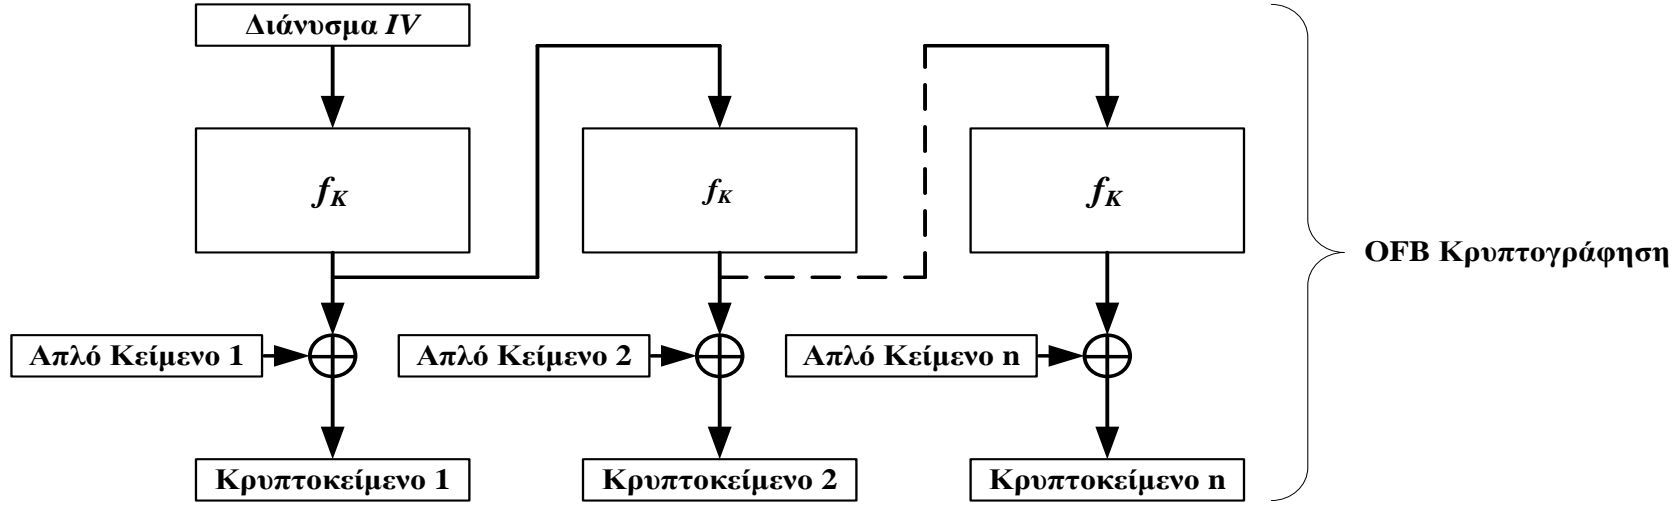 Διάνυσμα IV
f_K
f_K
f_K
OFB Κρυπτογράφηση
Απλό Κείμενο 1
Απλό Κείμενο 2
Απλό Κείμενο n
Κρυπτοκείμενο 1
Κρυπτοκείμενο 2
Κρυπτοκείμενο n